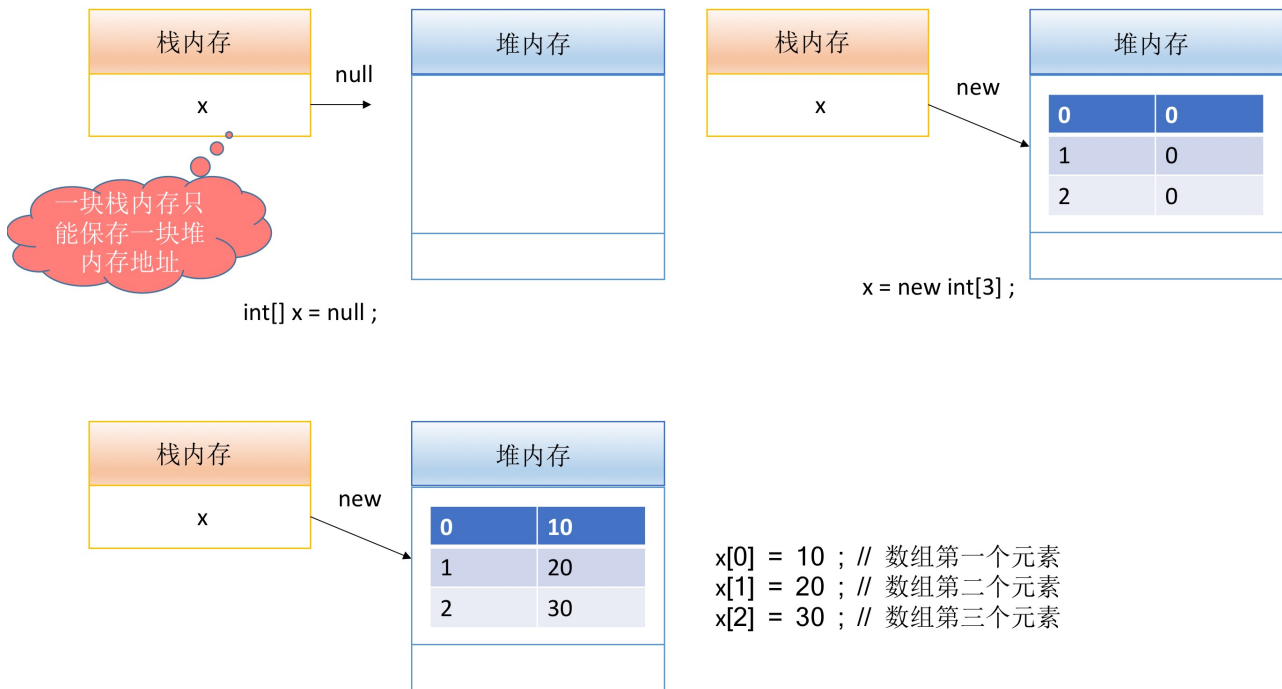 栈内存
null
x
堆内存
一块栈内存只
能保存一块堆
内存地址
int[] x = null ;
栈内存
new
x
堆内存
0 0
1 0
2 0
x = new int[3] ;
栈内存
new
x
堆内存
0 10
1 20
2 30
x[0] = 10 ; // 数组第一个元素
x[1] = 20 ; // 数组第二个元素
x[2] = 30 ; // 数组第三个元素